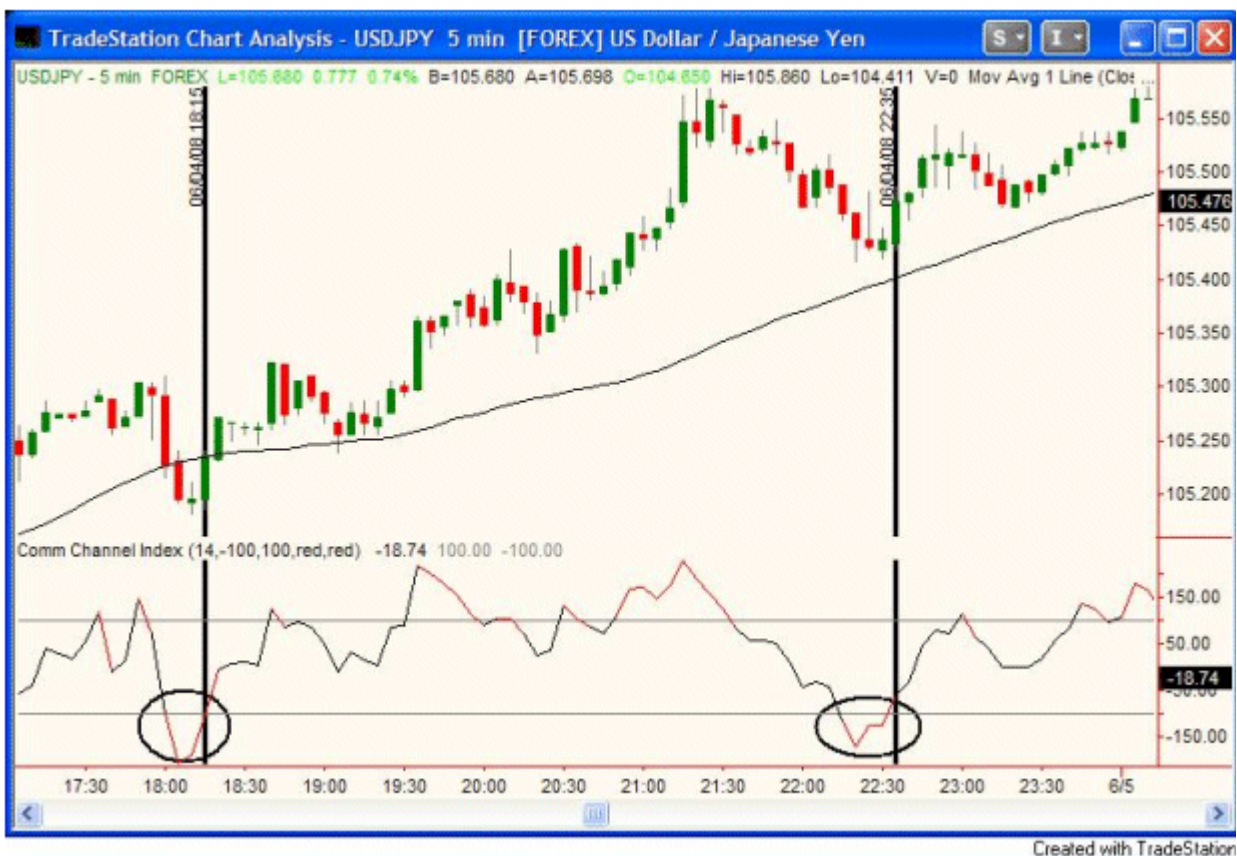 TradeStation Chart Analysis - USDJPY 5 min [FOREX] US Dollar / Japanese Yen
S I
USDJPY - 5 min FOREX L=105.680 0.777 0.74% B=105.680 A=105.698 O=104.650 Hi=105.860 Lo=104.411 V=0 Mov Avg 1 Line (Clos ...
06/04/08 18:15
06/04/08 22:35
105.550
105.500
105.476
105.450
105.400
105.350
105.300
105.250
105.200
Comm Channel Index (14,-100,100,red,red) -18.74 100.00 -100.00
150.00
50.00
-18.74
-50.00
-150.00
17:30 18:00 18:30 19:00 19:30 20:00 20:30 21:00 21:30 22:00 22:30 23:00 23:30 6/5
Created with TradeStation